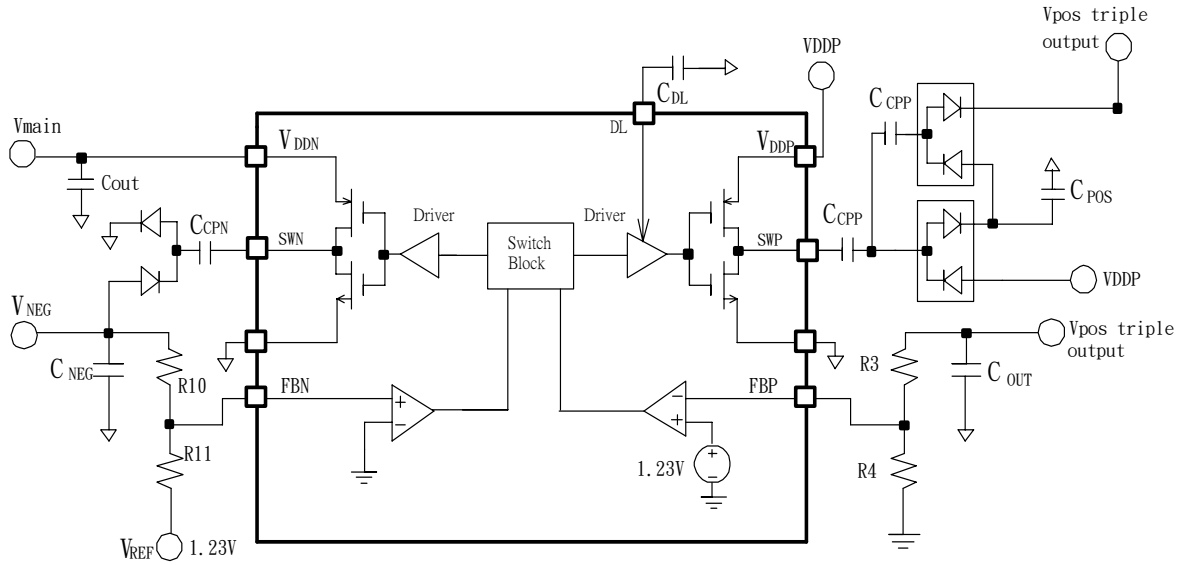 Vpos triple
output
VDDP
CDL
DL
CCPP
Vmain
VDDN
VDDP
Cout
CPOS
CCPN
Driver
Driver
CCPP
SWN
Switch
Block
SWP
VDDP
VNEG
Vpos triple
output
CNEG
R10
R3
COUT
FBN
FBP
+
-
-
+
R11
1.23V
+
-
R4
VREF
1.23V